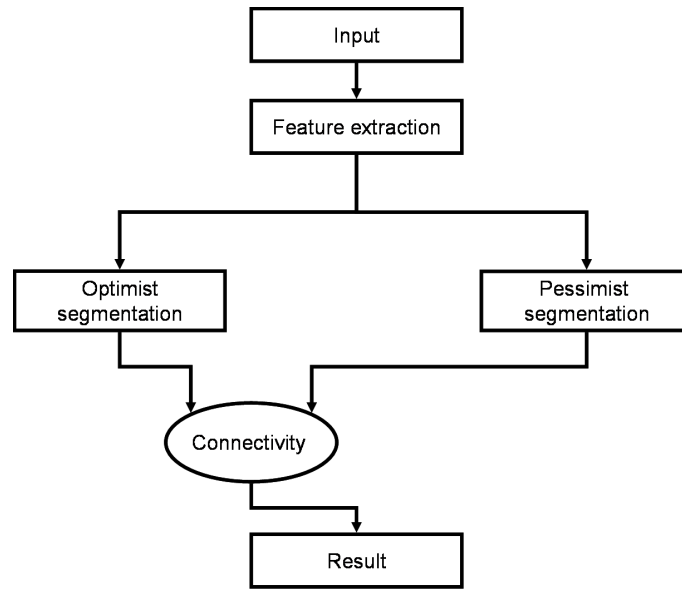 Input
Feature extraction
Optimist
segmentation
Pessimist
segmentation
Connectivity
Result